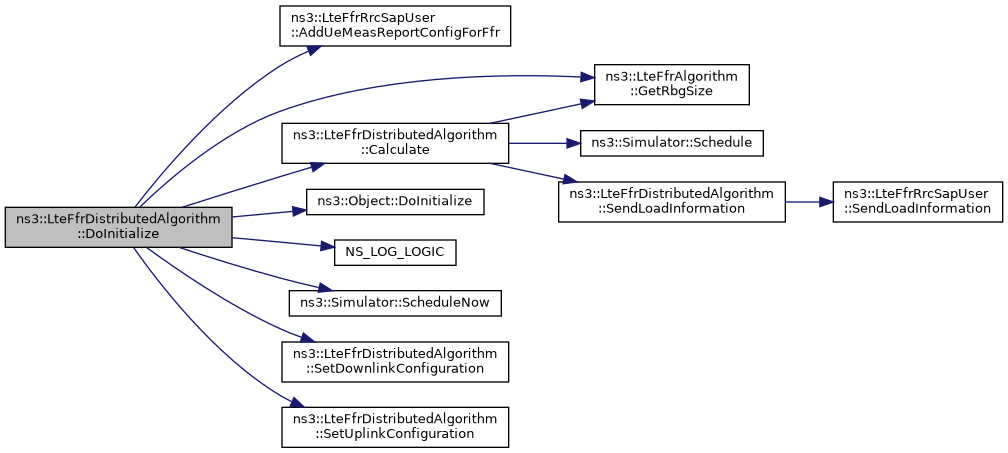 ns3::LteFfrRrcSapUser
::AddUeMeasReportConfigForFfr
ns3::LteFfrAlgorithm
::GetRbgSize
ns3::LteFfrDistributedAlgorithm
::Calculate
ns3::Simulator::Schedule
ns3::LteFfrDistributedAlgorithm
::SendLoadInformation
ns3::LteFfrRrcSapUser
::SendLoadInformation
ns3::LteFfrDistributedAlgorithm
::DoInitialize
ns3::Object::DoInitialize
NS_LOG_LOGIC
ns3::Simulator::ScheduleNow
ns3::LteFfrDistributedAlgorithm
::SetDownlinkConfiguration
ns3::LteFfrDistributedAlgorithm
::SetUplinkConfiguration